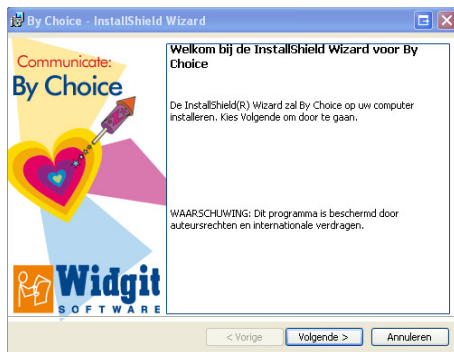 By Choice - InstallShield Wizard
Communicate:
By Choice
Welkom bij de InstallShield Wizard voor By
Choice
De InstallShield(R) Wizard zal By Choice op uw computer
installeren. Kies Volgende om door te gaan.
WAARSCHUWING: Dit programma is beschermd door
auteursrechten en internationale verdragen.
Widgit
SOFTWARE
< Vorige
Volgende >
Annuleren